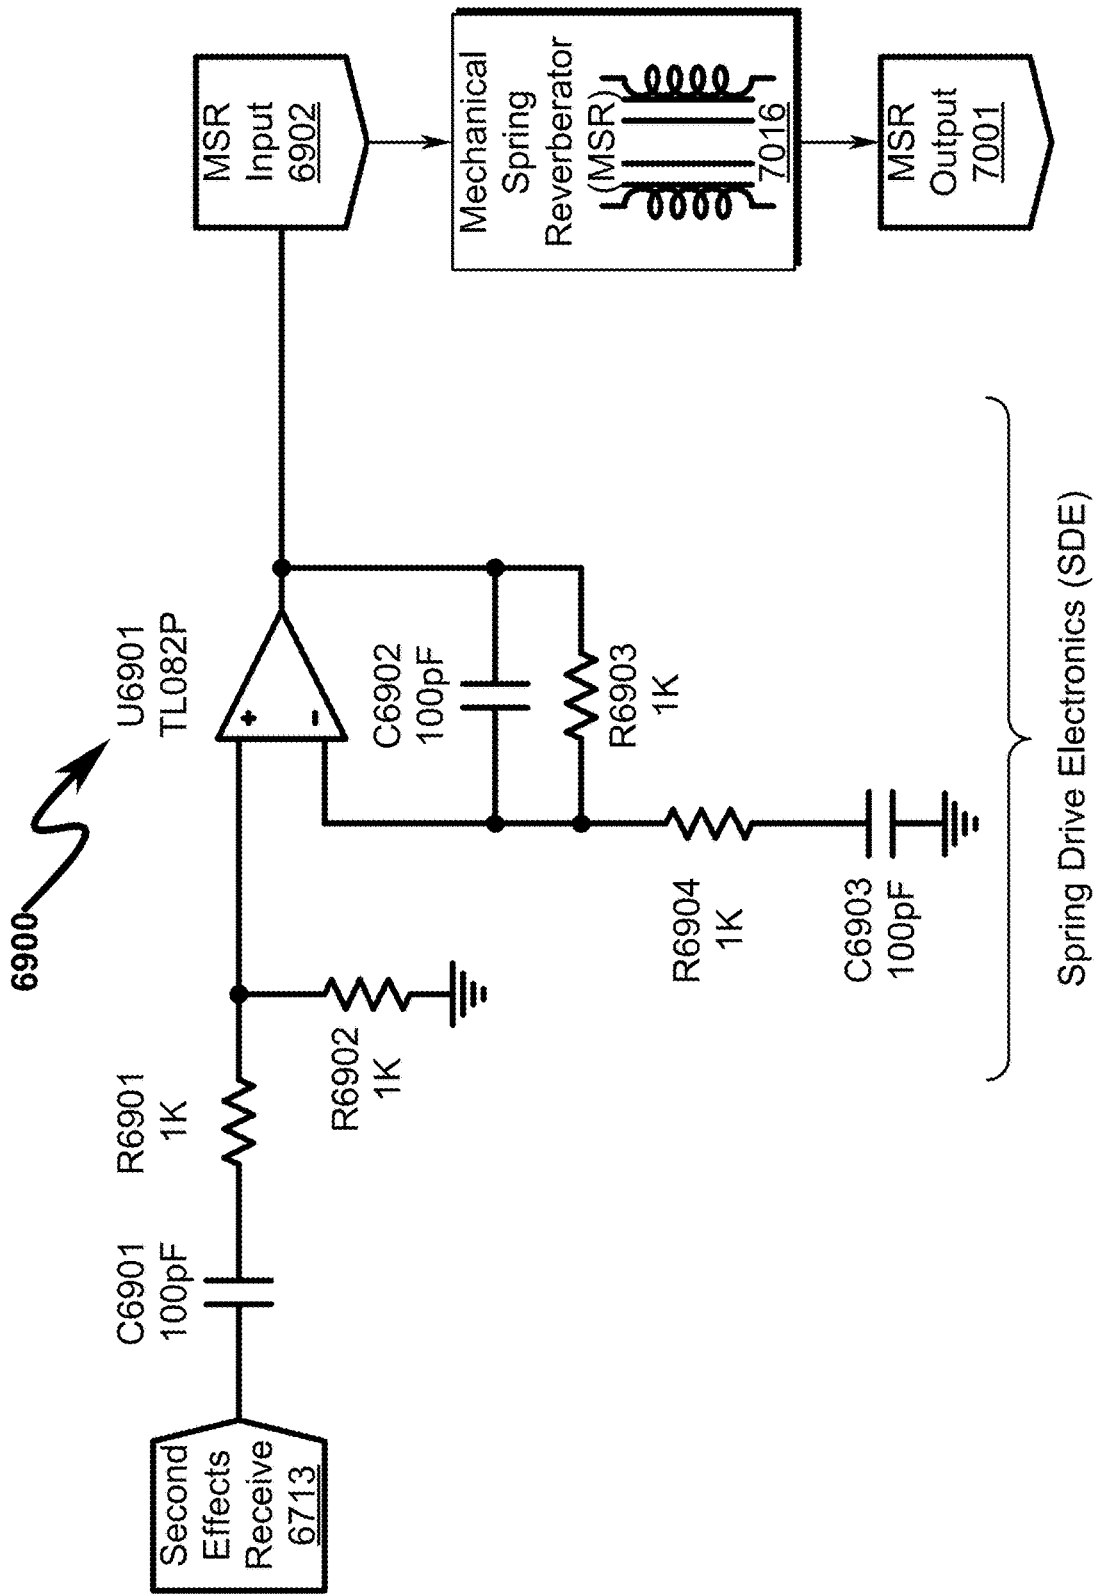 6900
Second
Effects
Receive
6713
C6901
100pF
R6901
1K
R6902
1K
U6901
TL082P
+
-
C6902
100pF
R6903
1K
R6904
1K
C6903
100pF
MSR
Input
6902
Mechanical
Spring
Reverberator
(MSR)
7016
MSR
Output
7001
Spring Drive Electronics (SDE)